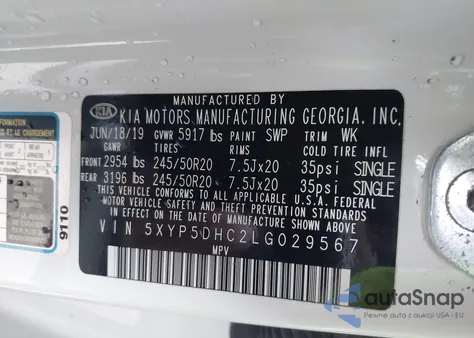 MANUFACTURED BY
KIA KIA MOTORS MANUFACTURING GEORGIA, INC.
JUN/18/19 GVWR 5917 lbs PAINT SWP TRIM WK
GAWR TIRES RIMS COLD TIRE INFL
FRONT 2954 lbs 245/50R20 7.5Jx20 35psi SINGLE
REAR 3196 lbs 245/50R20 7.5Jx20 35psi SINGLE
THIS VEHICLE CONFORMS TO ALL APPLICABLE U.S.A. FEDERAL
MOTOR VEHICLE SAFETY AND THEFT PREVENTION STANDARDS
IN EFFECT ON THE DATE OF MANUFACTURE SHOWN ABOVE.
VIN 5XYP5DHC2LG029567
MPV
INFORMATION
9110
autoSnap
Pewne auta z aukcji USA i EU